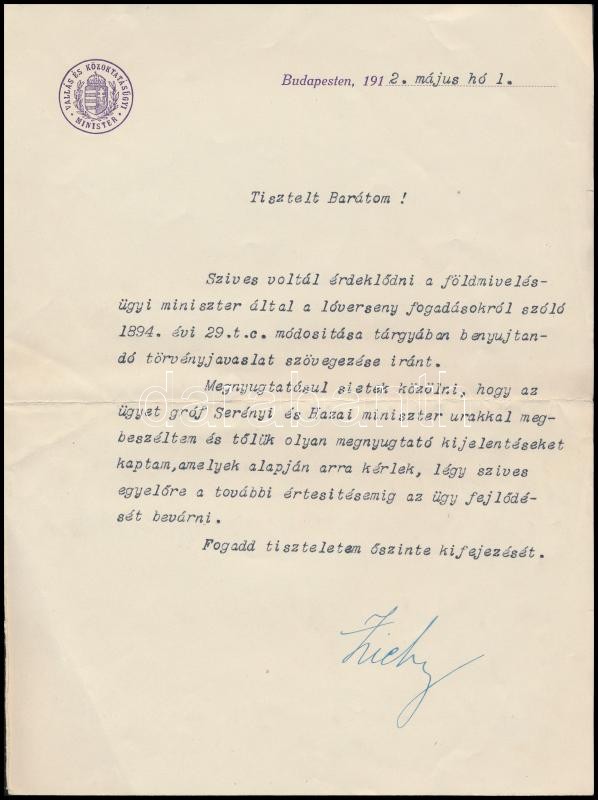 VALLÁS ÉS KÖZOKTATÁSÜGYI
MINISTER
Budapesten, 1912. május hó 1.
Tisztelt Barátom !
Szives voltál érdeklődni a földmivelés-
ügyi miniszter által a lóverseny fogadásokról szóló
1894. évi 29.t.c. módositása tárgyában benyujtan-
dó törvényjavaslat szövegezése iránt.
Megnyugtatásul sietek közölni, hogy az
ügyet gróf Serényi és Hazai miniszter urakkal meg-
beszéltem és tőlük olyan megnyugtató kijelentéseket
kaptam,amelyek alapján arra kérlek, légy szives
egyelőre a további értesitésemig az ügy fejlődé-
sét bevárni.
Fogadd tiszteletem őszinte kifejezését.
Zichy
darabanth